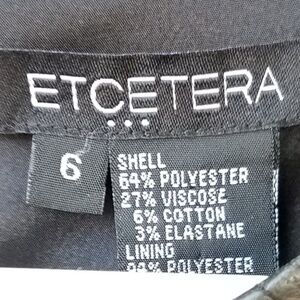 ETCETERA
6
SHELL
64% POLYESTER
27% VISCOSE
6% COTTON
3% ELASTANE
LINING
POLYESTER